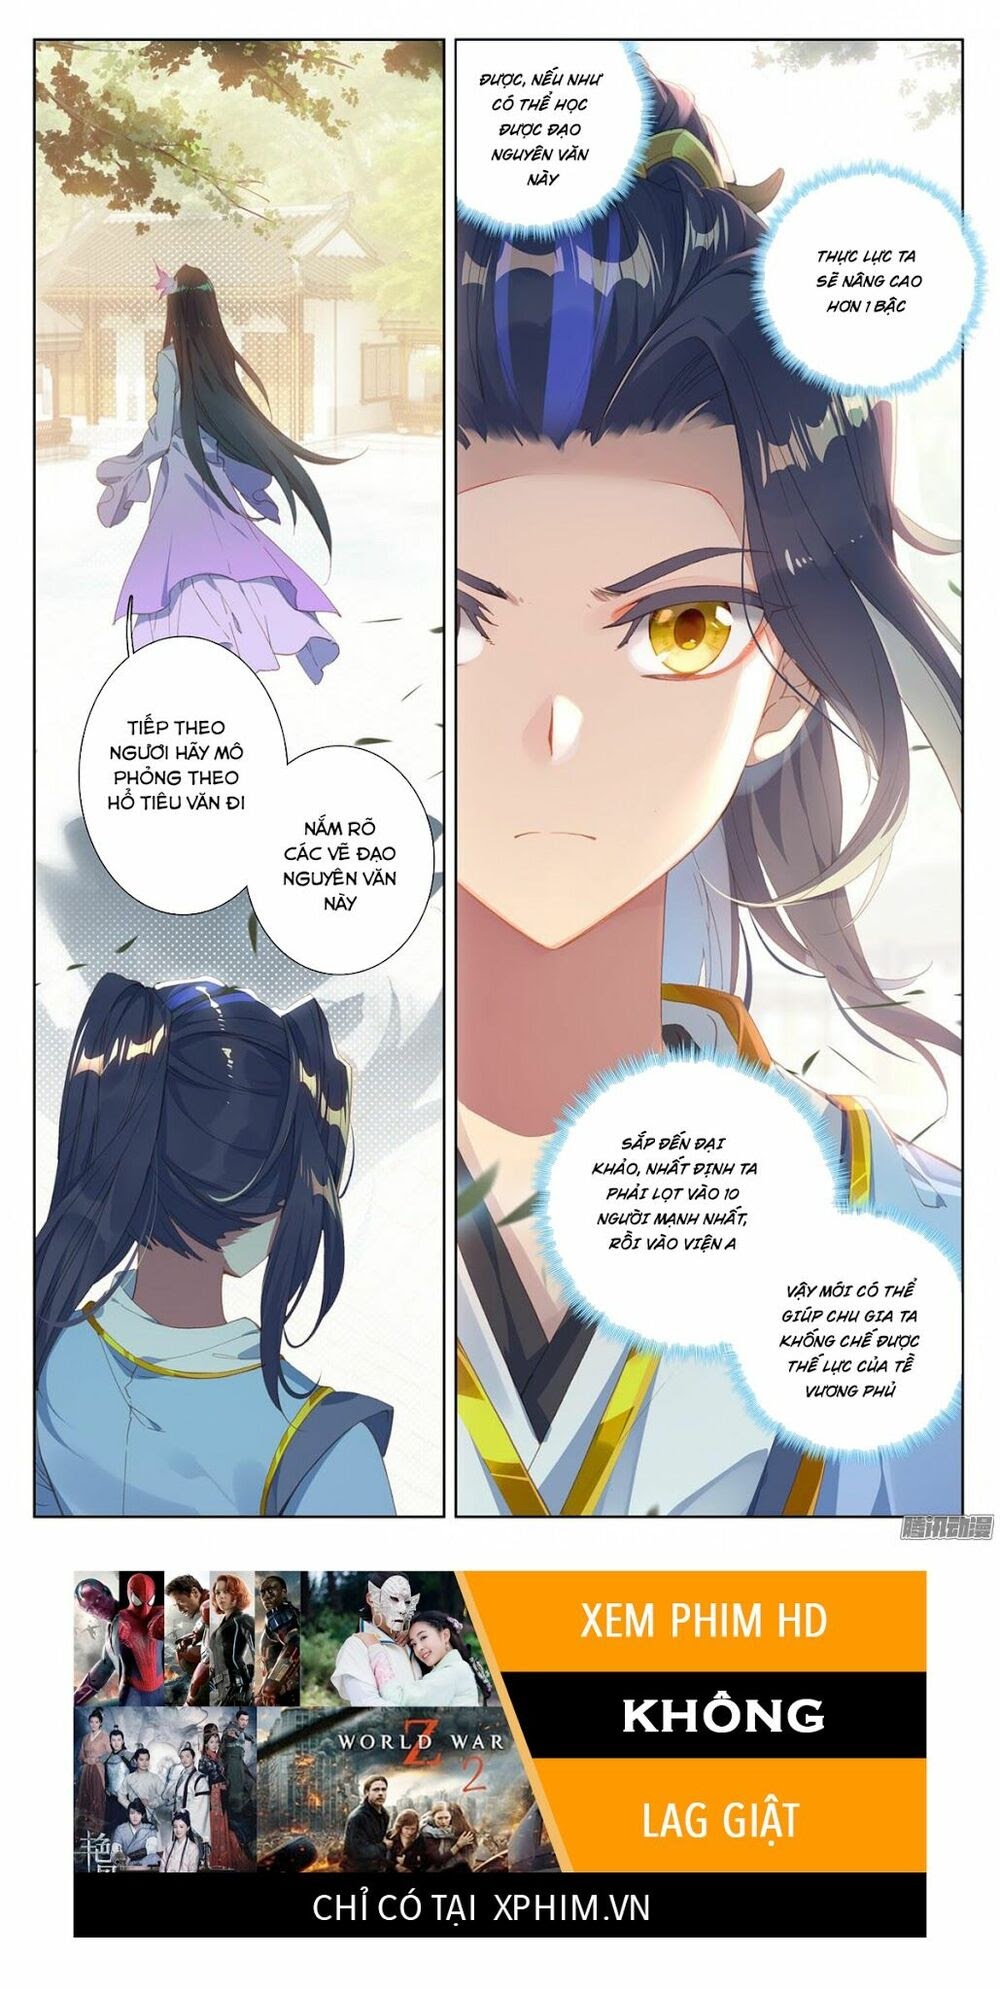 TIẾP THEO
NGƯƠI HÃY MÔ
PHỎNG THEO
HỔ TIÊU VĂN ĐI
NẮM RÕ
CÁC VẼ ĐẠO
NGUYÊN VĂN
NÀY
ĐƯỢC, NẾU NHƯ
CÓ THỂ HỌC
ĐƯỢC ĐẠO
NGUYÊN VĂN
NÀY
THỰC LỰC TA
SẼ NÂNG CAO
HƠN 1 BẬC
SẮP ĐẾN ĐẠI
KHẢO, NHẤT ĐỊNH TA
PHẢI LỌT VÀO 10
NGƯỜI MẠNH NHẤT,
RỒI VÀO VIỆN A
VẬY MỚI CÓ THỂ
GIÚP CHU GIA TA
KHỐNG CHẾ ĐƯỢC
THẾ LỰC CỦA TỀ
VƯƠNG PHỦ
腾讯动漫
XEM PHIM HD
KHÔNG
LAG GIẬT
WORLD WAR
Z
2
CHỈ CÓ TẠI XPHIM.VN